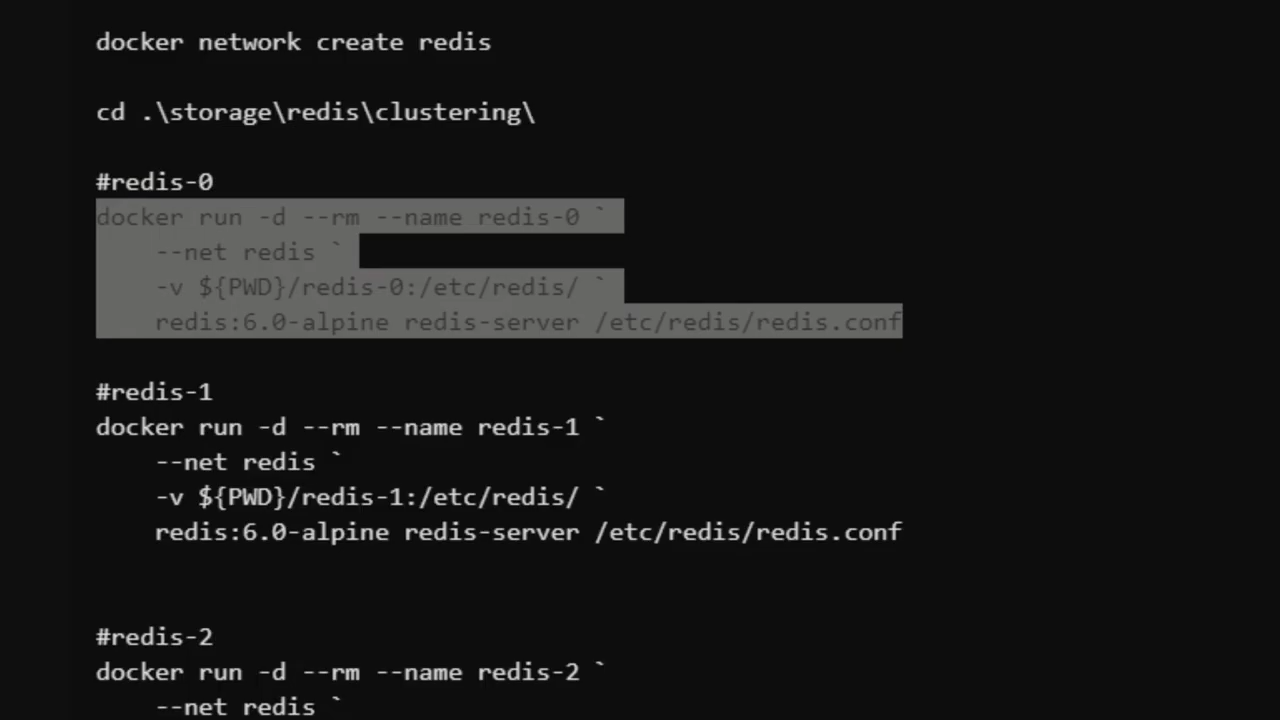 docker network create redis
cd .\storage\redis\clustering\
#redis-0
docker run -d --rm --name redis-0 `
--net redis `
-v ${PWD}/redis-0:/etc/redis/ `
redis:6.0-alpine redis-server /etc/redis/redis.conf
#redis-1
docker run -d --rm --name redis-1 `
--net redis `
-v ${PWD}/redis-1:/etc/redis/ `
redis:6.0-alpine redis-server /etc/redis/redis.conf
#redis-2
docker run -d --rm --name redis-2 `
--net redis `